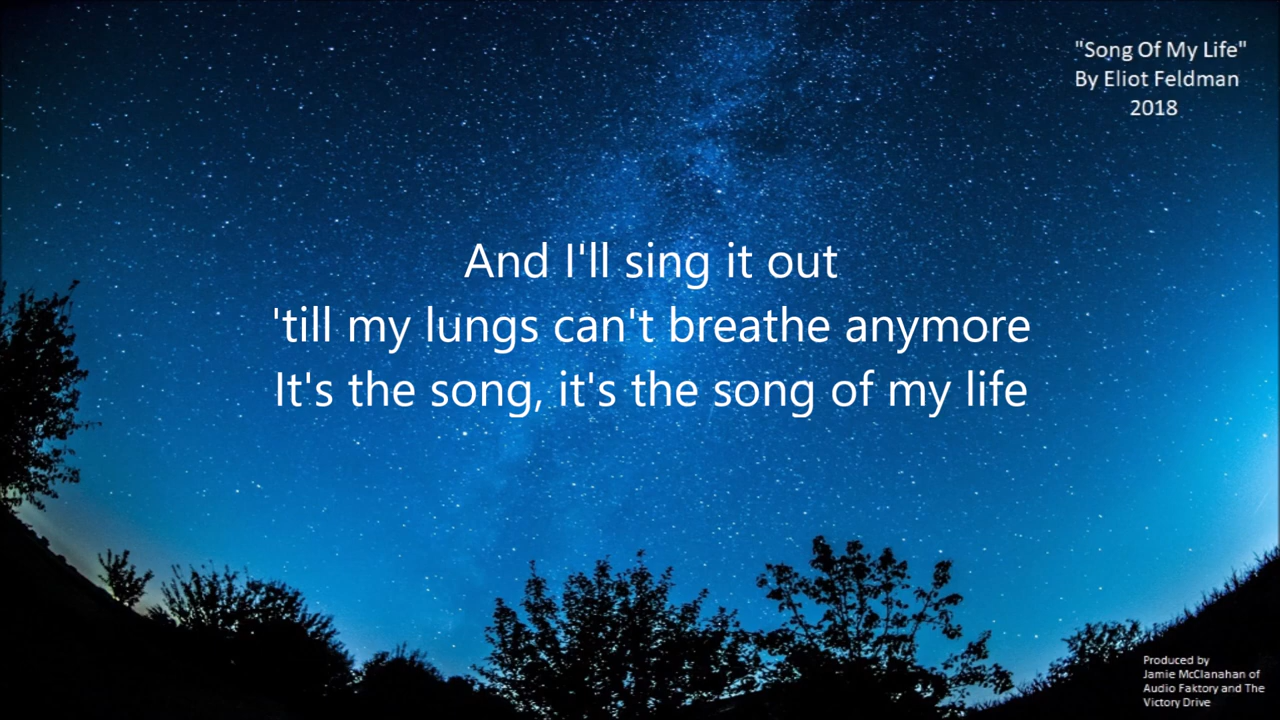 "Song Of My Life"
By Eliot Feldman
2018
And I'll sing it out
'till my lungs can't breathe anymore
It's the song, it's the song of my life
Produced by
Jamie McClanahan of
Audio Faktory and The
Victory Drive